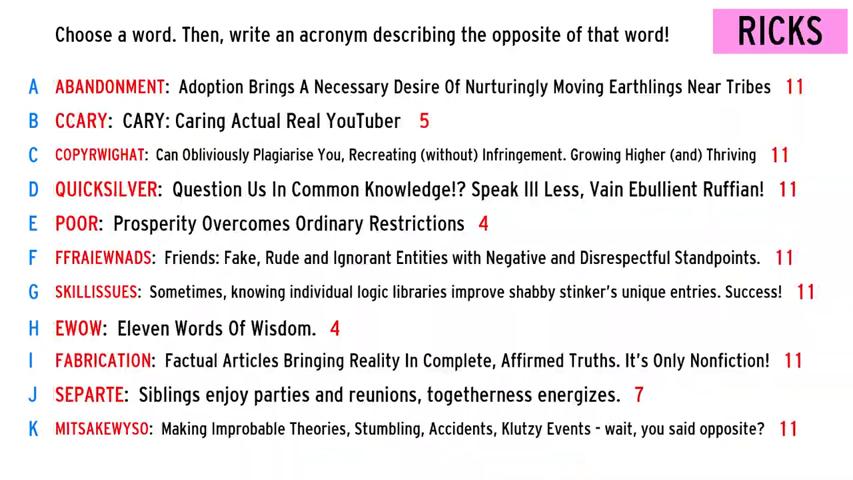 Choose a word. Then, write an acronym describing the opposite of that word!
RICKS
A ABANDONMENT: Adoption Brings A Necessary Desire Of Nurturingly Moving Earthlings Near Tribes 11
B CCARY: CARY: Caring Actual Real YouTuber 5
C COPYRWIGHAT: Can Obliviously Plagiarise You, Recreating (without) Infringement. Growing Higher (and) Thriving 11
D QUICKSILVER: Question Us In Common Knowledge!? Speak Ill Less, Vain Ebullient Ruffian! 11
E POOR: Prosperity Overcomes Ordinary Restrictions 4
F FFRAIEWNADS: Friends: Fake, Rude and Ignorant Entities with Negative and Disrespectful Standpoints. 11
G SKILLISSUES: Sometimes, knowing individual logic libraries improve shabby stinker's unique entries. Success! 11
H EWOW: Eleven Words Of Wisdom. 4
I FABRICATION: Factual Articles Bringing Reality In Complete, Affirmed Truths. It's Only Nonfiction! 11
J SEPARTE: Siblings enjoy parties and reunions, togetherness energizes. 7
K MITSAKEWYSO: Making Improbable Theories, Stumbling, Accidents, Klutzy Events - wait, you said opposite? 11